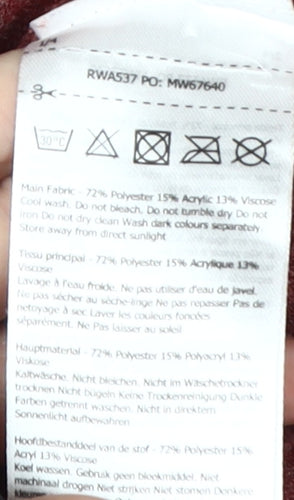 RWA537 PO: MW67640
30°C
Main Fabric - 72% Polyester 15% Acrylic 13% Viscose
Cool wash. Do not bleach. Do not tumble dry Do not
iron Do not dry clean Wash dark colours separately
Store away from direct sunlight
Tissu principal - 72% Polyester 15% Acrylique 13%
Viscose
Lavage à l'eau froide. Ne pas utiliser d'eau de javel.
Ne pas sécher au sèche-linge Ne pas repasser Pas de
netoyage à sec Laver les couleurs foncées
séparément. Ne Pas laisser au soleil
Hauptmaterial - 72% Polyester 15% Polyacryl 13%
Viskose
Kaltwäsche. Nicht bleichen. Nicht im Wäschetrockner
trocknen Nicht bügeln Keine Trockenreinigung Dunkle
Farben getrennt waschen. Nicht in direktem
Sonnenlicht aufbewahren
Hoofdbestanddeel van de stof - 72% Polyester 15%
Acryl 13% Viscose
Koel wassen. Gebruik geen bleekmiddel. Niet
machinaal drogen Niet strijken Niet stomen Donkere
kleuren